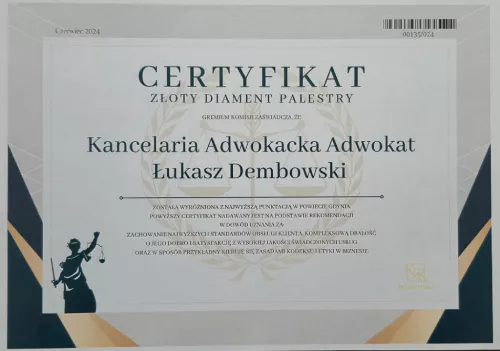 Czerwiec 2024
00135/024
CERTYFIKAT
ZŁOTY DIAMENT PALESTRY
GREMIUM KOMISJI ZAŚWIADCZA, ŻE
Kancelaria Adwokacka Adwokat
Łukasz Dembowski
ZOSTAŁA WYRÓŻNIONA Z NAJWYŻSZĄ PUNKTACJĄ W POWIECIE GDYNIA
POWYŻSZY CERTYFIKAT NADAWANY JEST NA PODSTAWIE REKOMENDACJI
W DOWÓD UZNANIA ZA:
ZACHOWANIE NAJWYŻSZYCH STANDARDÓW OBSŁUGI KLIENTA, KOMPLEKSOWĄ DBAŁOŚĆ
O JEGO DOBRO I SATYSFAKCJĘ Z WYSOKIEJ JAKOŚCI ŚWIADCZONYCH USŁUG
ORAZ W SPOSÓB PRZYKŁADNY KIERUJE SIĘ ZASADAMI KODEKSU I ETYKI W BIZNESIE.